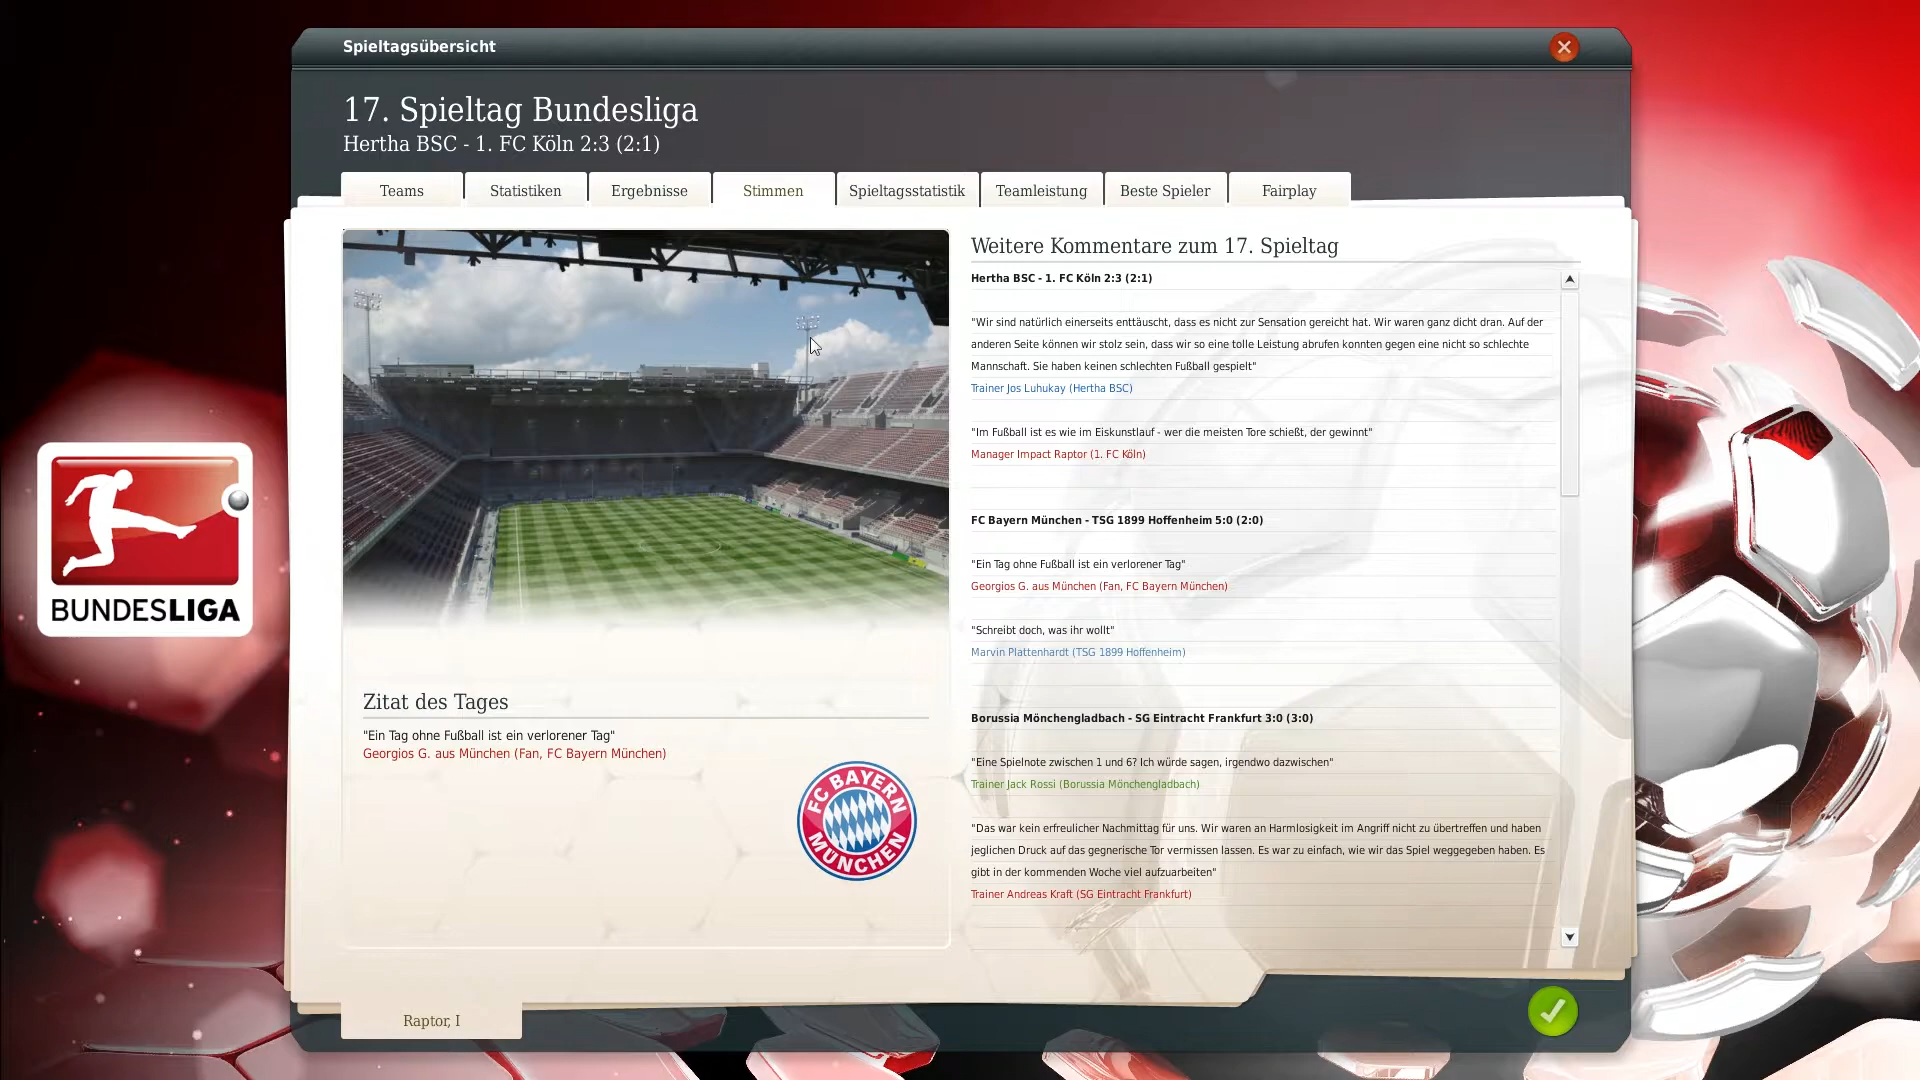 Spieltagsübersicht
17. Spieltag Bundesliga
Hertha BSC - 1. FC Köln 2:3 (2:1)
Teams
Statistiken
Ergebnisse
Stimmen
Spieltagsstatistik
Teamleistung
Beste Spieler
Fairplay
BUNDESLIGA
Zitat des Tages
"Ein Tag ohne Fußball ist ein verlorener Tag"
Georgios G. aus München (Fan, FC Bayern München)
FC BAYERN
MÜNCHEN
Weitere Kommentare zum 17. Spieltag
Hertha BSC - 1. FC Köln 2:3 (2:1)
"Wir sind natürlich einerseits enttäuscht, dass es nicht zur Sensation gereicht hat. Wir waren ganz dicht dran. Auf der
anderen Seite können wir stolz sein, dass wir so eine tolle Leistung abrufen konnten gegen eine nicht so schlechte
Mannschaft. Sie haben keinen schlechten Fußball gespielt"
Trainer Jos Luhukay (Hertha BSC)
"Im Fußball ist es wie im Eiskunstlauf - wer die meisten Tore schießt, der gewinnt"
Manager Impact Raptor (1. FC Köln)
FC Bayern München - TSG 1899 Hoffenheim 5:0 (2:0)
"Ein Tag ohne Fußball ist ein verlorener Tag"
Georgios G. aus München (Fan, FC Bayern München)
"Schreibt doch, was ihr wollt"
Marvin Plattenhardt (TSG 1899 Hoffenheim)
Borussia Mönchengladbach - SG Eintracht Frankfurt 3:0 (3:0)
"Eine Spielnote zwischen 1 und 6? Ich würde sagen, irgendwo dazwischen"
Trainer Jack Rossi (Borussia Mönchengladbach)
"Das war kein erfreulicher Nachmittag für uns. Wir waren an Harmlosigkeit im Angriff nicht zu übertreffen und haben
jeglichen Druck auf das gegnerische Tor vermissen lassen. Es war zu einfach, wie wir das Spiel weggegeben haben. Es
gibt in der kommenden Woche viel aufzuarbeiten"
Trainer Andreas Kraft (SG Eintracht Frankfurt)
Raptor, I